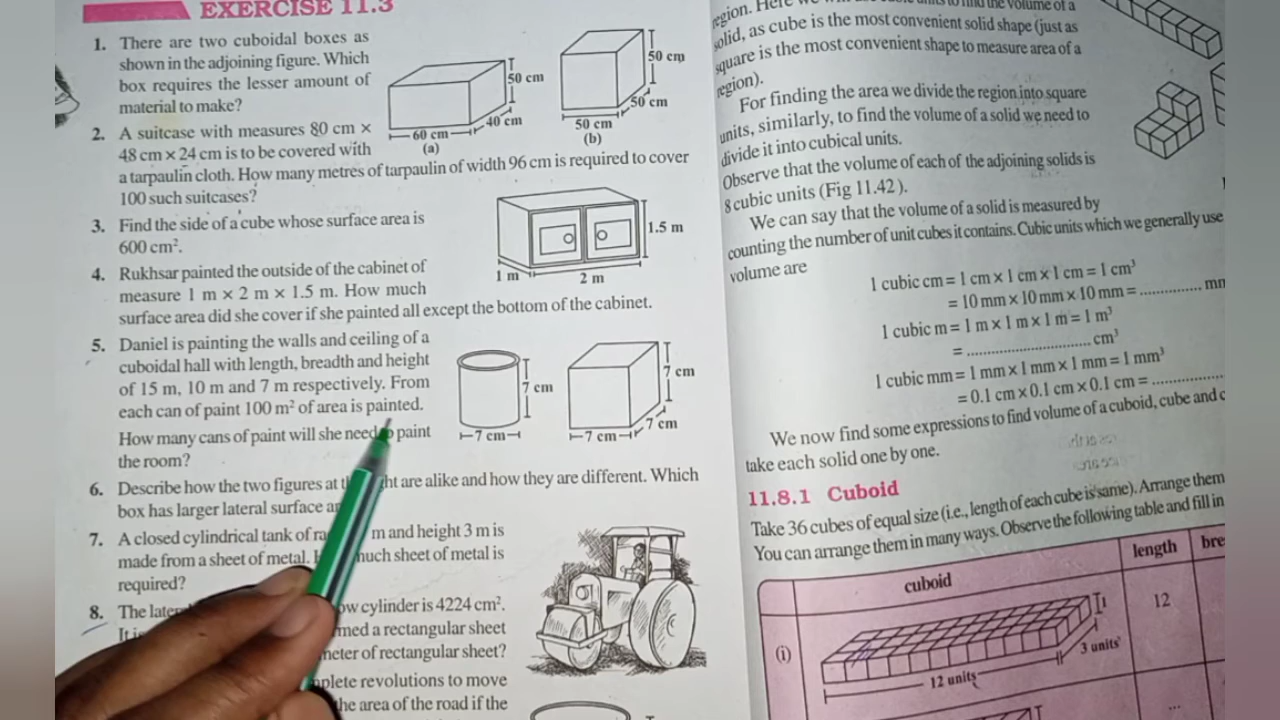 EXERCISE 11.3
1. There are two cuboidal boxes as
shown in the adjoining figure. Which
box requires the lesser amount of
material to make?
50 cm
40 cm
60 cm
(a)
50 cm
50 cm
50 cm
(b)
2. A suitcase with measures 80 cm ×
48 cm × 24 cm is to be covered with
a tarpaulin cloth. How many metres of tarpaulin of width 96 cm is required to cover
100 such suitcases?
3. Find the side of a cube whose surface area is
600 cm².
4. Rukhsar painted the outside of the cabinet of
measure 1 m × 2 m × 1.5 m. How much
surface area did she cover if she painted all except the bottom of the cabinet.
1.5 m
1 m
2 m
5. Daniel is painting the walls and ceiling of a
cuboidal hall with length, breadth and height
of 15 m, 10 m and 7 m respectively. From
each can of paint 100 m² of area is painted.
How many cans of paint will she need paint
the room?
7 cm
7 cm
7 cm
7 cm
7 cm
6. Describe how the two figures at are alike and how they are different. Which
box has larger lateral surface
7. A closed cylindrical tank of m and height 3 m is
made from a sheet of metal. much sheet of metal is
required?
8. The cylinder is 4224 cm².
a rectangular sheet
of rectangular sheet?
revolutions to move
the area of the road if the
region. Here the volume of a
solid, as cube is the most convenient solid shape (just as
square is the most convenient shape to measure area of a
region).
For finding the area we divide the region into square
units, similarly, to find the volume of a solid we need to
divide it into cubical units.
Observe that the volume of each of the adjoining solids is
8 cubic units (Fig 11.42).
We can say that the volume of a solid is measured by
counting the number of unit cubes it contains. Cubic units which we generally use
volume are
1 cubic cm = 1 cm × 1 cm × 1 cm = 1 cm³
= 10 mm × 10 mm × 10 mm = ............... mm
1 cubic m = 1 m × 1 m × 1 m = 1 m³
= ............................... cm³
1 cubic mm = 1 mm × 1 mm × 1 mm = 1 mm³
= 0.1 cm × 0.1 cm × 0.1 cm = ..................
We now find some expressions to find volume of a cuboid, cube and c
take each solid one by one.
11.8.1 Cuboid
Take 36 cubes of equal size (i.e., length of each cube is same). Arrange them
You can arrange them in many ways. Observe the following table and fill in
cuboid
length
bre
(i)
12 units
3 units
1
12
...